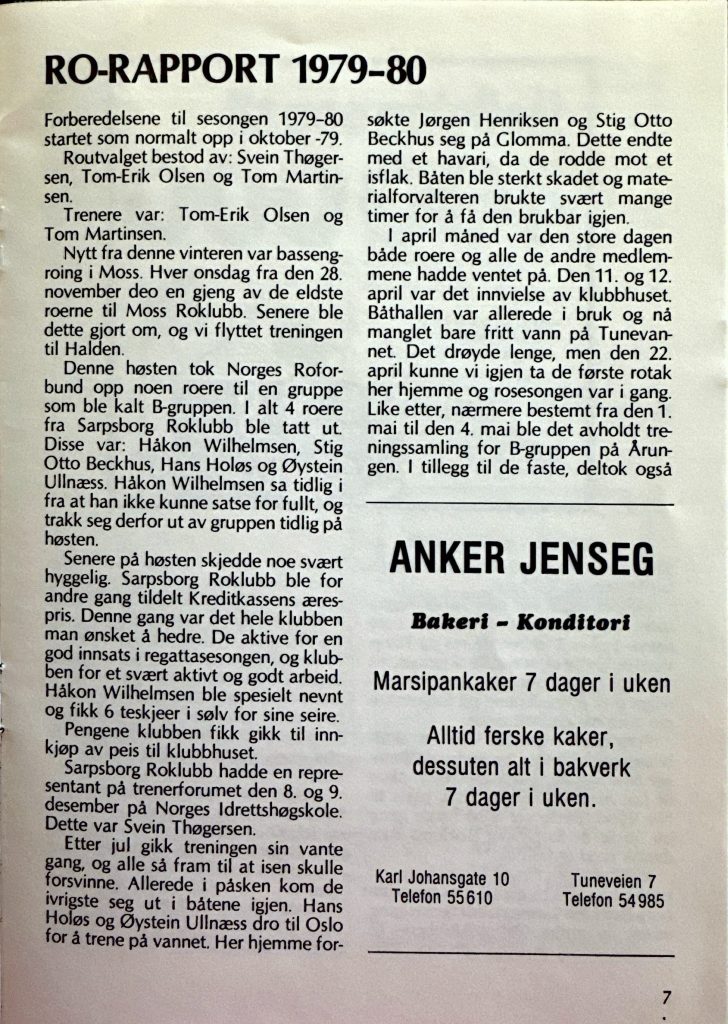 RO-RAPPORT 1979–80
Forberedelsene til sesongen 1979–80
startet som normalt opp i oktober -79.
Routvalget bestod av: Svein Thøger-
sen, Tom-Erik Olsen og Tom Martin-
sen.
Trenere var: Tom-Erik Olsen og
Tom Martinsen.
Nytt fra denne vinteren var basseng-
roing i Moss. Hver onsdag fra den 28.
november deo en gjeng av de eldste
roerne til Moss Roklubb. Senere ble
dette gjort om, og vi flyttet treningen
til Halden.
Denne høsten tok Norges Rofor-
bund opp noen roere til en gruppe
som ble kalt B-gruppen. I alt 4 roere
fra Sarpsborg Roklubb ble tatt ut.
Disse var: Håkon Wilhelmsen, Stig
Otto Beckhus, Hans Holøs og Øystein
Ullnæss. Håkon Wilhelmsen sa tidlig i
fra at han ikke kunne satse for fullt, og
trakk seg derfor ut av gruppen tidlig på
høsten.
Senere på høsten skjedde noe svært
hyggelig. Sarpsborg Roklubb ble for
andre gang tildelt Kreditkassens æres-
pris. Denne gang var det hele klubben
man ønsket å hedre. De aktive for en
god innsats i regattasesongen, og klub-
ben for et svært aktivt og godt arbeid.
Håkon Wilhelmsen ble spesielt nevnt
og fikk 6 teskjeer i sølv for sine seire.
Pengene klubben fikk gikk til inn-
kjøp av peis til klubbhuset.
Sarpsborg Roklubb hadde en repre-
sentant på trenerforumet den 8. og 9.
desember på Norges Idrettshøgskole.
Dette var Svein Thøgersen.
Etter jul gikk treningen sin vante
gang, og alle så fram til at isen skulle
forsvinne. Allerede i påsken kom de
ivrigste seg ut i båtene igjen. Hans
Holøs og Øystein Ullnæss dro til Oslo
for å trene på vannet. Her hjemme for-
søkte Jørgen Henriksen og Stig Otto
Beckhus seg på Glomma. Dette endte
med et havari, da de rodde mot et
isflak. Båten ble sterkt skadet og mate-
rialforvalteren brukte svært mange
timer for å få den brukbar igjen.
I april måned var den store dagen
både roere og alle de andre medlem-
mene hadde ventet på. Den 11. og 12.
april var det innvielse av klubbhuset.
Båthallen var allerede i bruk og nå
manglet bare fritt vann på Tunevan-
net. Det drøyde lenge, men den 22.
april kunne vi igjen ta de første rotak
her hjemme og rosesongen var i gang.
Like etter, nærmere bestemt fra den 1.
mai til den 4. mai ble det avholdt tre-
ningssamling for B-gruppen på Årun-
gen. I tillegg til de faste, deltok også
ANKER JENSEG
Bakeri – Konditori
Marsipankaker 7 dager i uken
Alltid ferske kaker,
dessuten alt i bakverk
7 dager i uken.
Karl Johansgate 10
Telefon 55 610
Tuneveien 7
Telefon 54 985
7